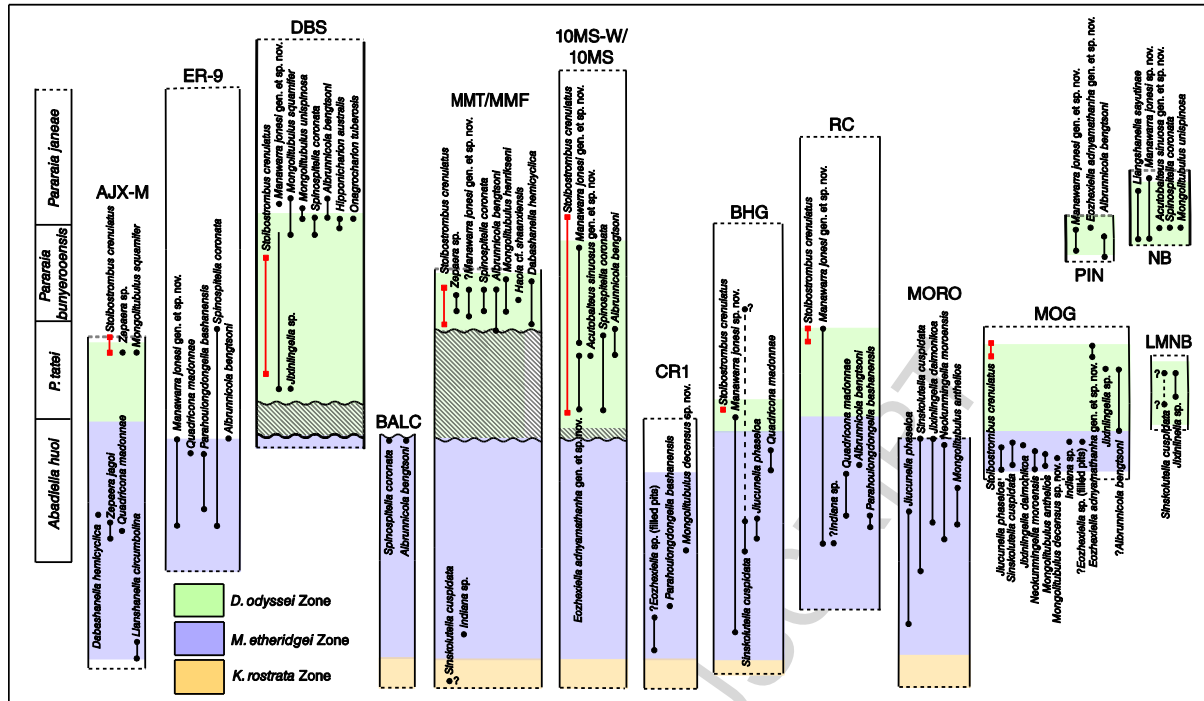 Pararaia janeae
Pararaia bunyerooensis
P.tatei
Abadiella huoi
AJX-M
Stoibostrombus crenulatus
Zepaera sp.
Mongolitubulus squamifer
Dabashanella hemicyclica
Zepaera jagoi
Quadricona madonnae
Lianshanella circumbolina
ER-9
Manawarra jonesi gen. et sp. nov.
Quadricona madonnae
Parahoulongdongella bashanensis
Spinospitella coronata
Albrunnicola bengtsoni
DBS
Stoibostrombus crenulatus
Manawarra jonesi gen. et sp. nov.
Mongolitubulus squamifer
Mongolitubulus unispinosa
Spinospitella coronata
Albrunnicola bengtsoni
Hipponicharion australis
Onagrocharion tuberosis
Jixinlingella sp.
BALC
Spinospitella coronata
Albrunnicola bengtsoni
MMT/MMF
Stoibostrombus crenulatus
Zepaera sp.
?Manawarra jonesi gen. et sp. nov.
Spinospitella coronata
Albrunnicola bengtsoni
Mongolitubulus henrikseni
Haoia cf. shaanxiensis
Dabashanella hemicyclica
Sinskolutella cuspidata
?
Indiana sp.
10MS-W/
10MS
Stoibostrombus crenulatus
Manawarra jonesi gen. et sp. nov.
Acutobalteus sinuosus gen. et sp. nov.
Spinospitella coronata
Albrunnicola bengtsoni
Eozhexiella adnyamathanha gen. et sp. nov.
CR1
?Eozhexiella sp. (filled pits)
Parahoulongdongella bashanensis
Mongolitubulus decensus sp. nov.
BHG
Stoibostrombus crenulatus
Manawarra jonesi sp. nov.
?
Sinskolutella cuspidata
Jiucunella phaseloa
Quadricona madonnae
RC
Stoibostrombus crenulatus
Manawarra jonesi gen. et sp. nov.
?Indiana sp.
Quadricona madonnae
Albrunnicola bengtsoni
Parahoulongdongella bashanensis
MORO
Jiucunella phaseloa
Sinskolutella cuspidata
Jixinlingella daimonikoa
Neokunmingella moroensis
Mongolitubulus anthelios
MOG
Stoibostrombus crenulatus
Jiucunella phaseloa
Sinskolutella cuspidata
Jixinlingella daimonikoa
Neokunmingella moroensis
Mongolitubulus anthelios
Mongolitubulus decensus sp. nov.
Indiana sp.
?Eozhexiella sp. (filled pits)
Eozhexiella adnyamathanha gen. et sp. nov.
Jixinlingella sp.
?Albrunnicola bengtsoni
PIN
Manawarra jonesi gen. et sp. nov.
Eozhexiella adnyamathanha gen. et sp. nov.
Albrunnicola bengtsoni
NB
Liangshanella sayutinae
Manawarra jonesi sp. nov.
Acutobalteus sinuosa gen. et sp. nov.
Spinospitella coronata
Mongolitubulus unispinosa
LMNB
?
?
Sinskolutella cuspidata
Jixinella sp.
D. odyssei Zone
M. etheridgei Zone
K. rostrata Zone